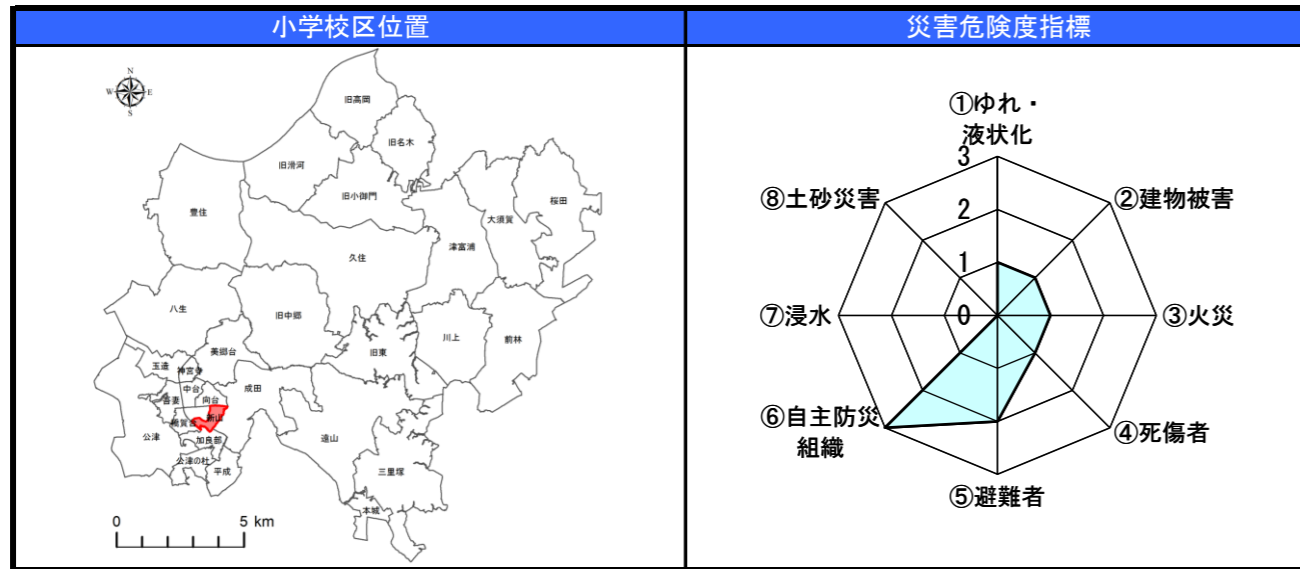 小学校区位置
災害危険度指標
N
W
E
S
旧高岡
旧名木
旧滑河
旧小御門
桜田
大須賀
豊住
津富浦
久住
八生
旧中郷
川上
前林
旧東
美郷台
玉造
神宮寺
成田
中台
吾妻
向台
新山
橋賀台
遠山
公津
加良部
公津の杜
平成
三里塚
本城
0
5 km
①ゆれ・
液状化
3
⑧土砂災害
②建物被害
2
1
⑦浸水
0
③火災
⑥自主防災
組織
④死傷者
⑤避難者